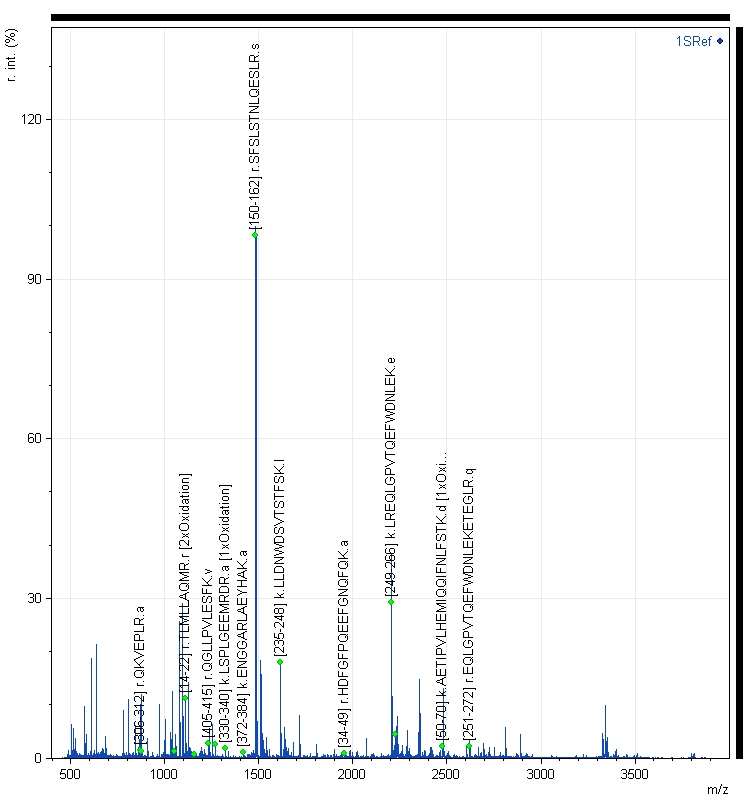 r. int. (%)
1SRef
120
90
60
30
0
[306-312] r.QKVEPLR.a
[14-22] r.TLMLLAQMR.r [2xOxidation]
[405-415] r.QGLLPVLESFK.v
[330-340] k.LSPLGEEMRDR.a [1xOxidation]
[372-384] k.ENGGARLAEYHAK.a
[150-162] r.SFSLSTNLQESLR.s
[235-248] k.LLDNWDSVTSTFSK.l
[34-49] r.HDFGFPQEEFGNQFQK.a
[249-266] k.LREQLGPVTQEFWDNLEK.e
[50-70] k.AETIPVLHEMIQQIFNLFSTK.d [1xOxi...
[251-272] r.EQLGPVTQEFWDNLEKETEGLR.q
500 1000 1500 2000 2500 3000 3500
m/z